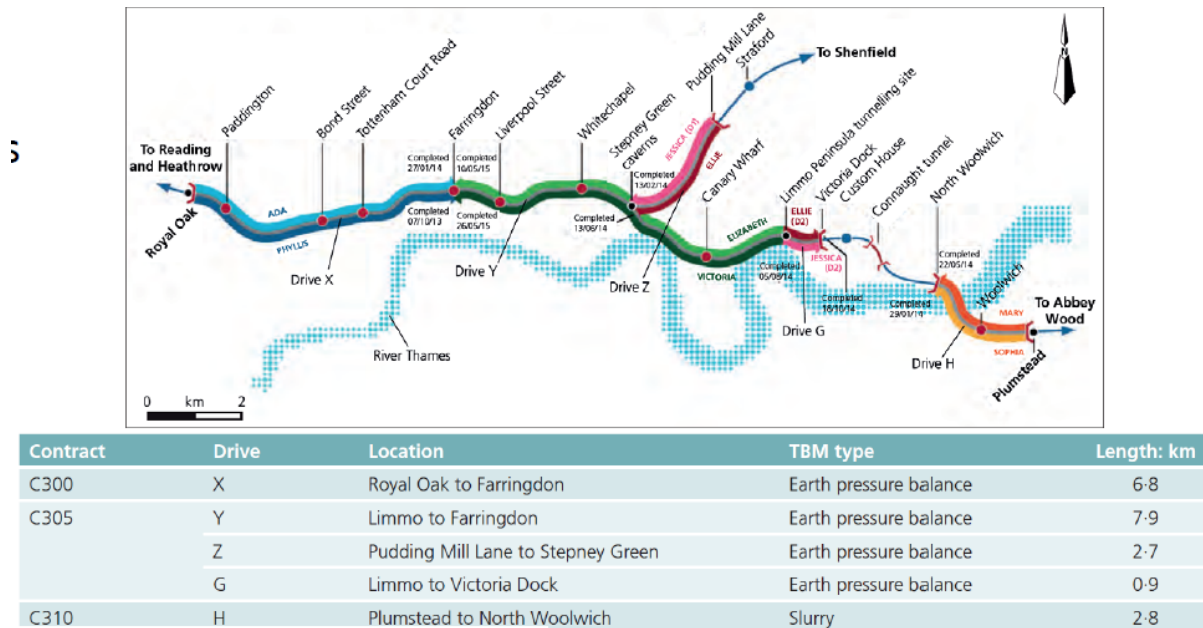 s
Paddington
Bond Street
Tottenham Court Road
Farringdon
Liverpool Street
Whitechapel
Stepney Green
caverns
Pudding Mill Lane
Straford
To Shenfield
N
To Reading
and Heathrow
Royal Oak
ADA
PHYLLIS
Drive X
Completed
27/01/14
Completed
07/10/13
Completed
16/05/15
Completed
26/05/15
Drive Y
Completed
13/02/14
Completed
13/06/14
JESSICA (D1)
ELLIE
Drive Z
Canary Wharf
ELIZABETH
VICTORIA
Limmo Peninsula tunnelling site
Victoria Dock
Custom House
Connaught tunnel
North Woolwich
ELLIE
(D2)
JESSICA
(D2)
Completed
05/08/14
Completed
16/10/14
Drive G
Completed
22/05/14
Completed
29/01/14
Woolwich
MARY
SOPHIA
Drive H
To Abbey
Wood
Plumstead
River Thames
0 km 2
Contract Drive Location TBM type Length: km
C300 X Royal Oak to Farringdon Earth pressure balance 6·8
C305 Y Limmo to Farringdon Earth pressure balance 7·9
Z Pudding Mill Lane to Stepney Green Earth pressure balance 2·7
G Limmo to Victoria Dock Earth pressure balance 0·9
C310 H Plumstead to North Woolwich Slurry 2·8